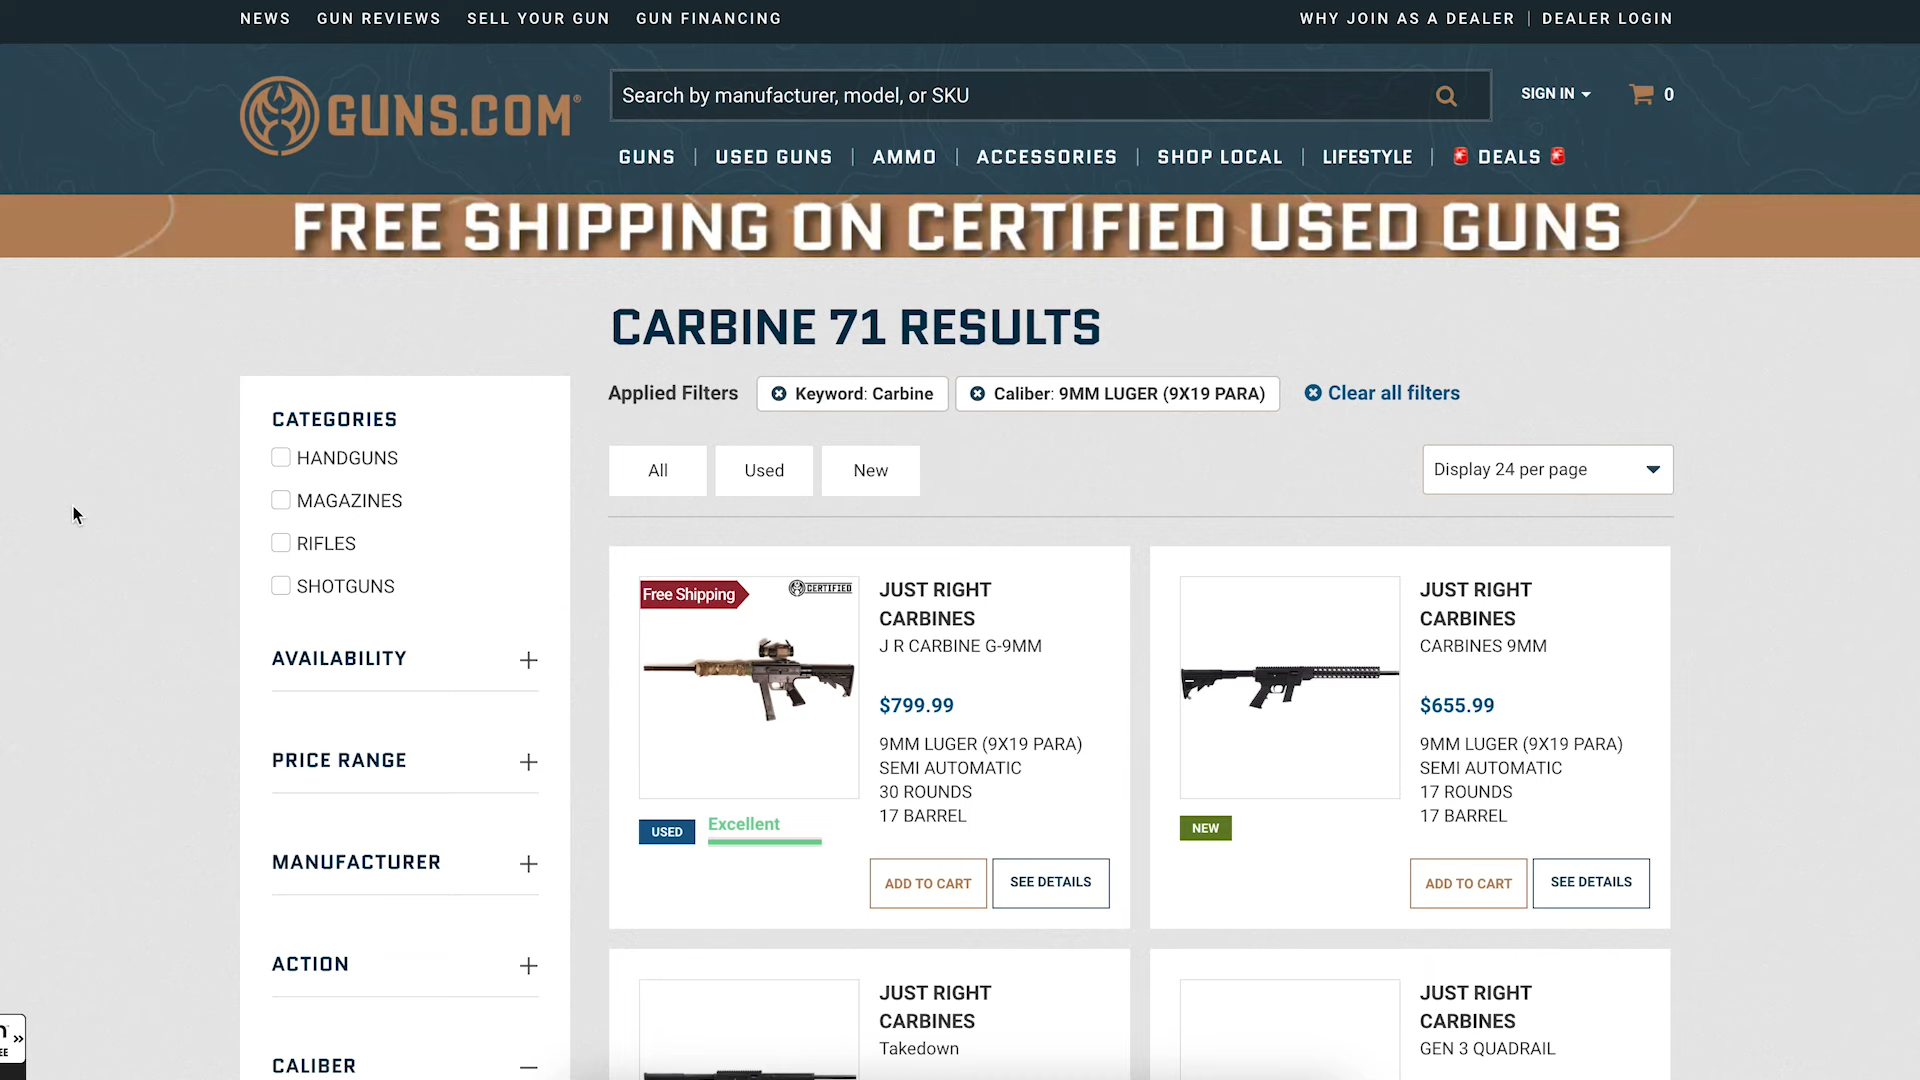 NEWS GUN REVIEWS SELL YOUR GUN GUN FINANCING WHY JOIN AS A DEALER | DEALER LOGIN
GUNS.COM®
Search by manufacturer, model, or SKU
SIGN IN
0
GUNS | USED GUNS | AMMO | ACCESSORIES | SHOP LOCAL | LIFESTYLE | DEALS
FREE SHIPPING ON CERTIFIED USED GUNS
CARBINE 71 RESULTS
Applied Filters Keyword: Carbine Caliber: 9MM LUGER (9X19 PARA) Clear all filters
All Used New
Display 24 per page
CATEGORIES
HANDGUNS
MAGAZINES
RIFLES
SHOTGUNS
AVAILABILITY
PRICE RANGE
MANUFACTURER
ACTION
CALIBER
Free Shipping
CERTIFIED
JUST RIGHT
CARBINES
J R CARBINE G-9MM
$799.99
9MM LUGER (9X19 PARA)
SEMI AUTOMATIC
30 ROUNDS
17 BARREL
USED
Excellent
ADD TO CART
SEE DETAILS
JUST RIGHT
CARBINES
CARBINES 9MM
$655.99
9MM LUGER (9X19 PARA)
SEMI AUTOMATIC
17 ROUNDS
17 BARREL
NEW
ADD TO CART
SEE DETAILS
JUST RIGHT
CARBINES
Takedown
JUST RIGHT
CARBINES
GEN 3 QUADRAIL